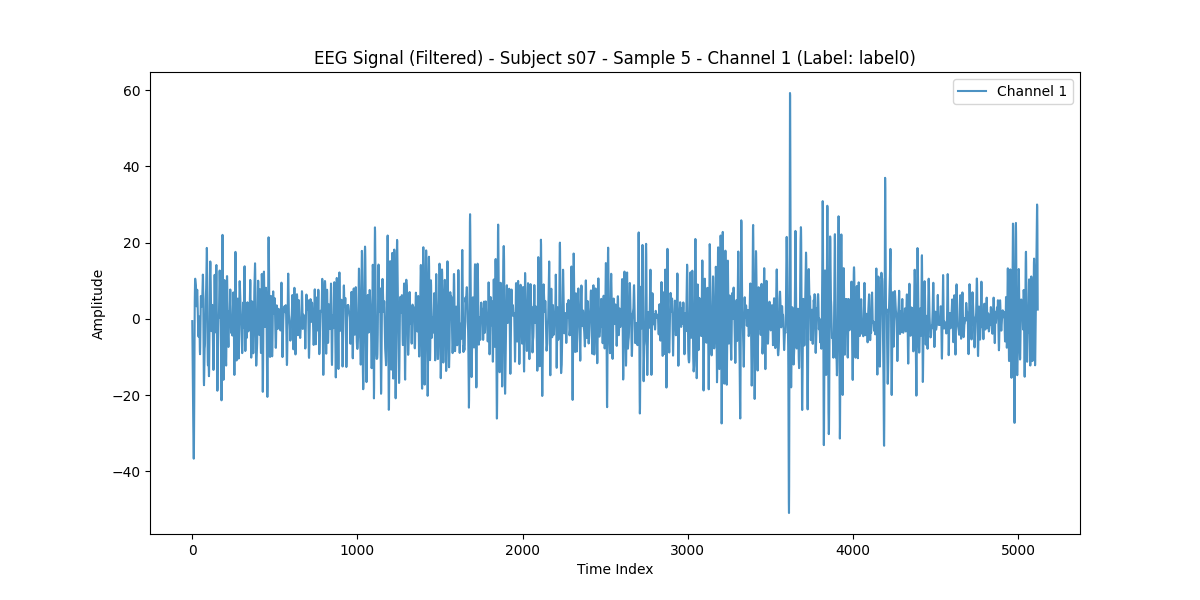 EEG Signal (Filtered) - Subject s07 - Sample 5 - Channel 1 (Label: label0)
Channel 1
60
40
20
0
−20
−40
Amplitude
0 1000 2000 3000 4000 5000
Time Index